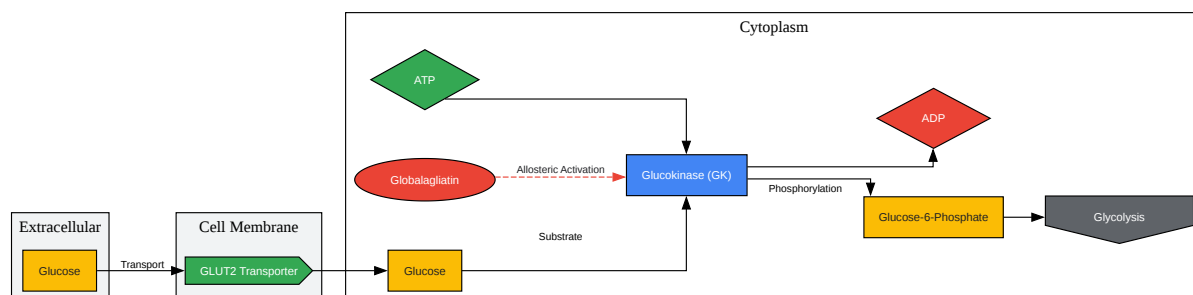 Cytoplasm
ATP
ADP
Globalagliatin
Allosteric Activation
Glucokinase (GK)
Phosphorylation
Glucose-6-Phosphate
Glycolysis
Extracellular
Cell Membrane
Substrate
Glucose
Transport
GLUT2 Transporter
Glucose